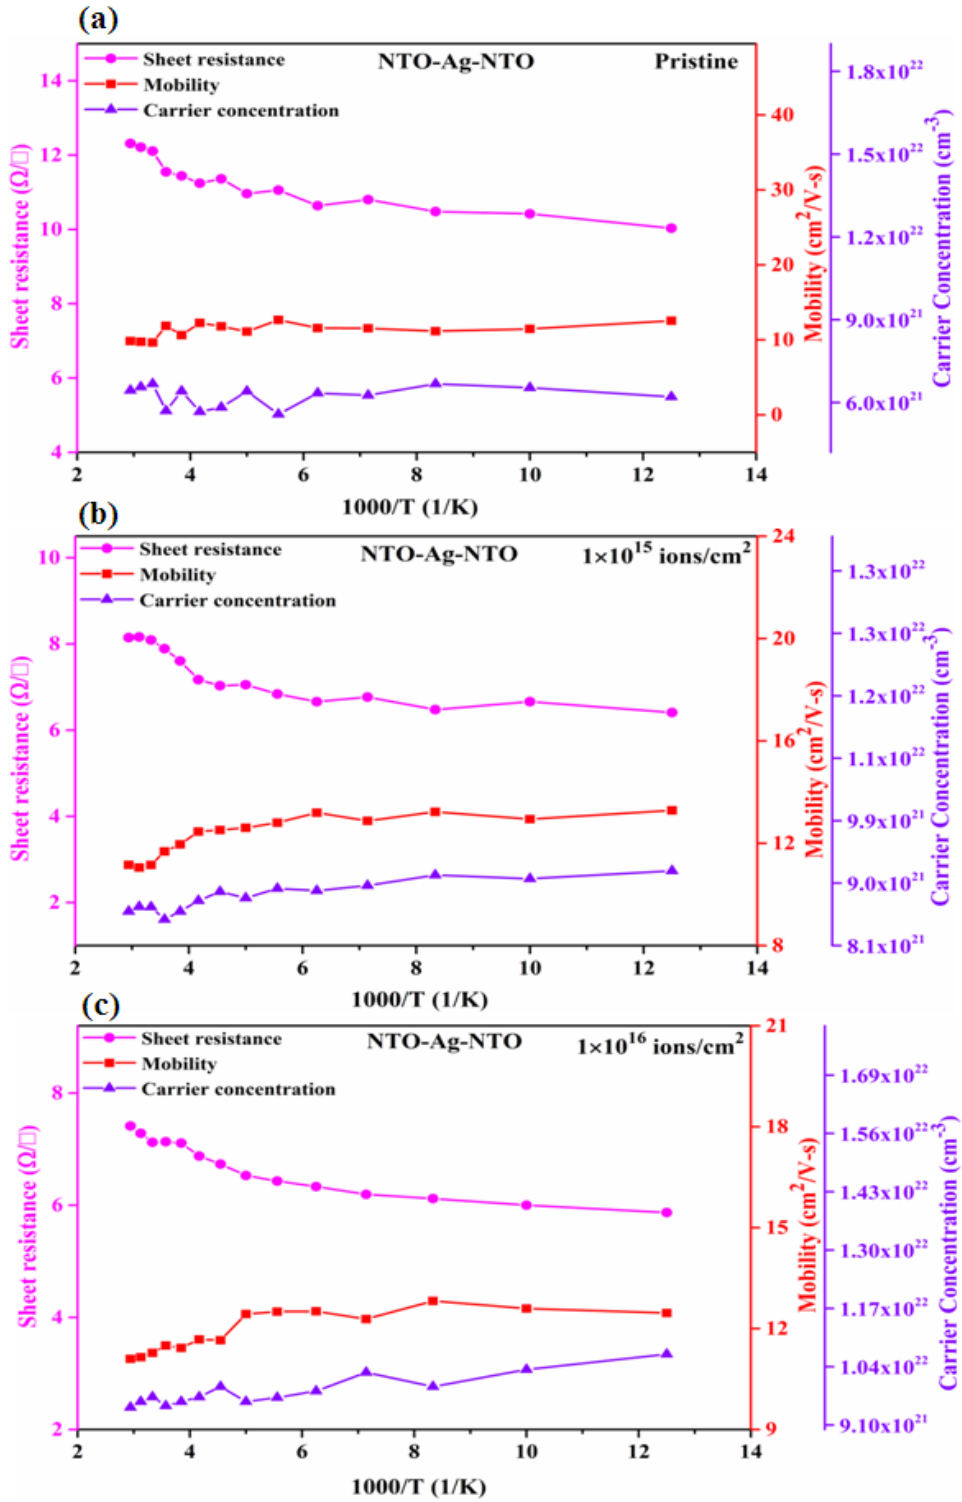 (a)
Sheet resistance
Mobility
Carrier concentration
NTO-Ag-NTO
Pristine
14
12
10
8
6
4
Sheet resistance (Ω/□)
2
4
6
8
10
12
14
1000/T (1/K)
40
30
20
10
0
Mobility (cm²/V-s)
1.8x10²²
1.5x10²²
1.2x10²²
9.0x10²¹
6.0x10²¹
Carrier Concentration (cm⁻³)
(b)
Sheet resistance
Mobility
Carrier concentration
NTO-Ag-NTO
1×10¹⁵ ions/cm²
10
8
6
4
2
Sheet resistance (Ω/□)
2
4
6
8
10
12
14
1000/T (1/K)
24
20
16
12
8
Mobility (cm²/V-s)
1.3x10²²
1.3x10²²
1.2x10²²
1.1x10²²
9.9x10²¹
9.0x10²¹
8.1x10²¹
Carrier Concentration (cm⁻³)
(c)
Sheet resistance
Mobility
Carrier concentration
NTO-Ag-NTO
1×10¹⁶ ions/cm²
8
6
4
2
Sheet resistance (Ω/□)
2
4
6
8
10
12
14
1000/T (1/K)
21
18
15
12
9
Mobility (cm²/V-s)
1.69x10²²
1.56x10²²
1.43x10²²
1.30x10²²
1.17x10²²
1.04x10²²
9.10x10²¹
Carrier Concentration (cm⁻³)